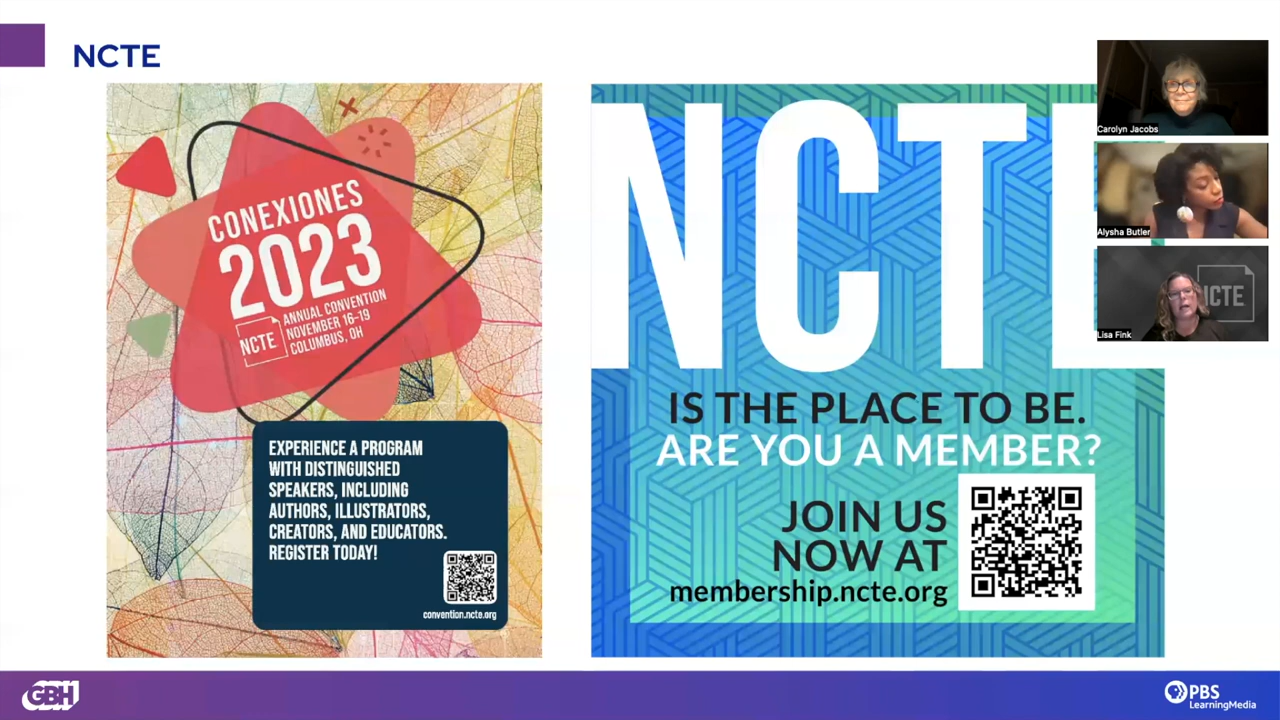 NCTE
CONEXIONES
2023
NCTE
ANNUAL CONVENTION
NOVEMBER 16-19
COLUMBUS, OH
EXPERIENCE A PROGRAM
WITH DISTINGUISHED
SPEAKERS, INCLUDING
AUTHORS, ILLUSTRATORS,
CREATORS, AND EDUCATORS.
REGISTER TODAY!
convention.ncte.org
NCTE
IS THE PLACE TO BE.
ARE YOU A MEMBER?
JOIN US
NOW AT
membership.ncte.org
Carolyn Jacobs
Alysha Butler
NCTE
Lisa Fink
GBH
PBS
LearningMedia